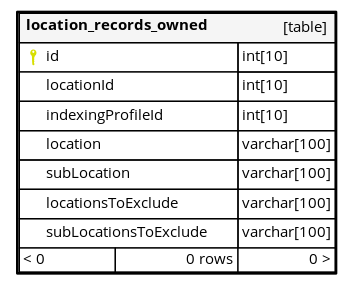 location_records_owned [table]
id int[10]
locationId int[10]
indexingProfileId int[10]
location varchar[100]
subLocation varchar[100]
locationsToExclude varchar[100]
subLocationsToExclude varchar[100]
< 0 0 rows 0 >